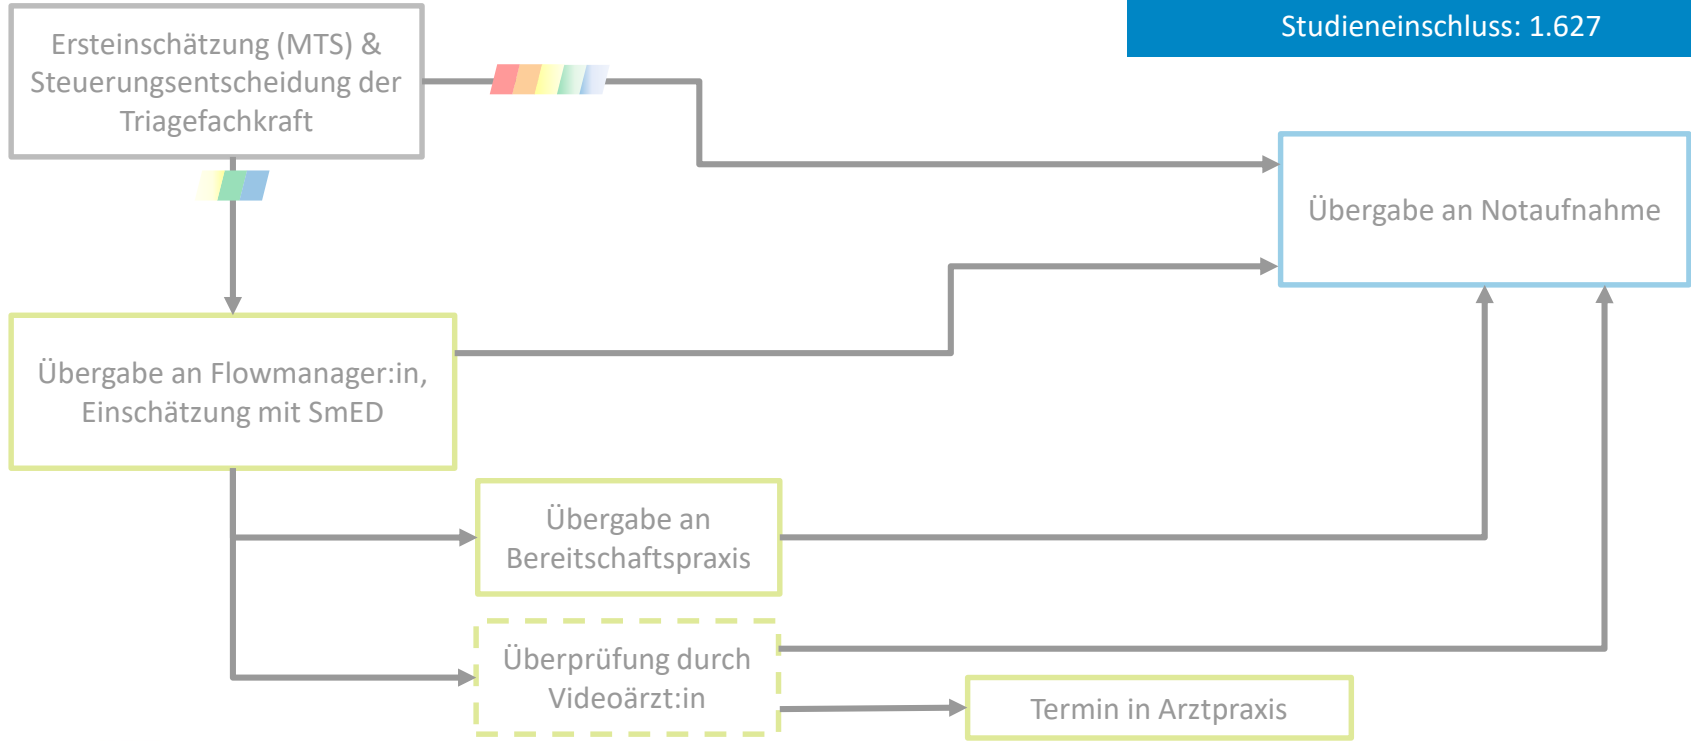 Studieneinschluss: 1.627
Ersteinschätzung (MTS) &
Steuerungsentscheidung der
Triagefachkraft
Übergabe an Notaufnahme
Übergabe an Flowmanager:in,
Einschätzung mit SmED
Übergabe an
Bereitschaftspraxis
Überprüfung durch
Videoärzt:in
Termin in Arztpraxis